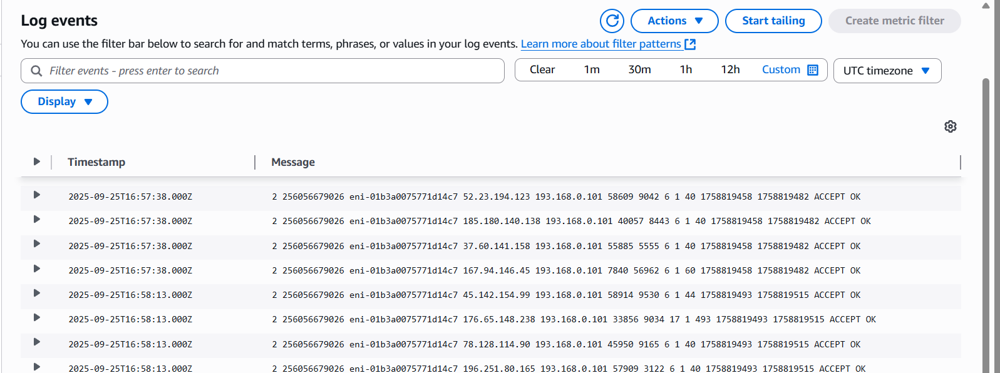 Log events
Actions
Start tailing
Create metric filter
You can use the filter bar below to search for and match terms, phrases, or values in your log events. Learn more about filter patterns
Filter events - press enter to search
Clear 1m 30m 1h 12h Custom
UTC timezone
Display
Timestamp Message
2025-09-25T16:57:38.000Z 2 256056679026 eni-01b3a0075771d14c7 52.23.194.123 193.168.0.101 58609 9042 6 1 40 1758819458 1758819482 ACCEPT OK
2025-09-25T16:57:38.000Z 2 256056679026 eni-01b3a0075771d14c7 185.180.140.138 193.168.0.101 40057 8443 6 1 40 1758819458 1758819482 ACCEPT OK
2025-09-25T16:57:38.000Z 2 256056679026 eni-01b3a0075771d14c7 37.60.141.158 193.168.0.101 55885 5555 6 1 40 1758819458 1758819482 ACCEPT OK
2025-09-25T16:57:38.000Z 2 256056679026 eni-01b3a0075771d14c7 167.94.146.45 193.168.0.101 7840 56962 6 1 60 1758819458 1758819482 ACCEPT OK
2025-09-25T16:58:13.000Z 2 256056679026 eni-01b3a0075771d14c7 45.142.154.99 193.168.0.101 58914 9530 6 1 44 1758819493 1758819515 ACCEPT OK
2025-09-25T16:58:13.000Z 2 256056679026 eni-01b3a0075771d14c7 176.65.148.238 193.168.0.101 33856 9034 17 1 493 1758819493 1758819515 ACCEPT OK
2025-09-25T16:58:13.000Z 2 256056679026 eni-01b3a0075771d14c7 78.128.114.90 193.168.0.101 45950 9165 6 1 40 1758819493 1758819515 ACCEPT OK
2025-09-25T16:58:13.000Z 2 256056679026 eni-01b3a0075771d14c7 196.251.80.165 193.168.0.101 57909 3122 6 1 40 1758819493 1758819515 ACCEPT OK